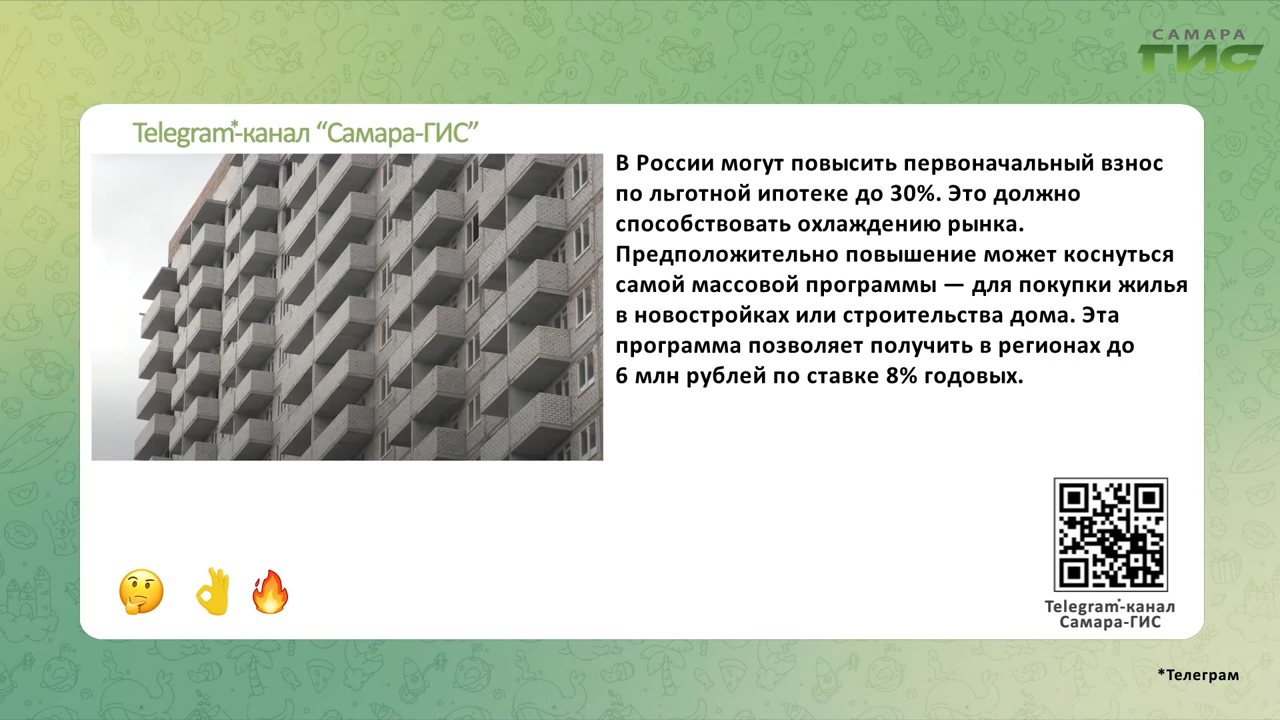 САМАРА
ГИС
Telegram*-канал “Самара-ГИС”
В России могут повысить первоначальный взнос
по льготной ипотеке до 30%. Это должно
способствовать охлаждению рынка.
Предположительно повышение может коснуться
самой массовой программы — для покупки жилья
в новостройках или строительства дома. Эта
программа позволяет получить в регионах до
6 млн рублей по ставке 8% годовых.
Telegram*-канал
Самара-ГИС
*Телеграм